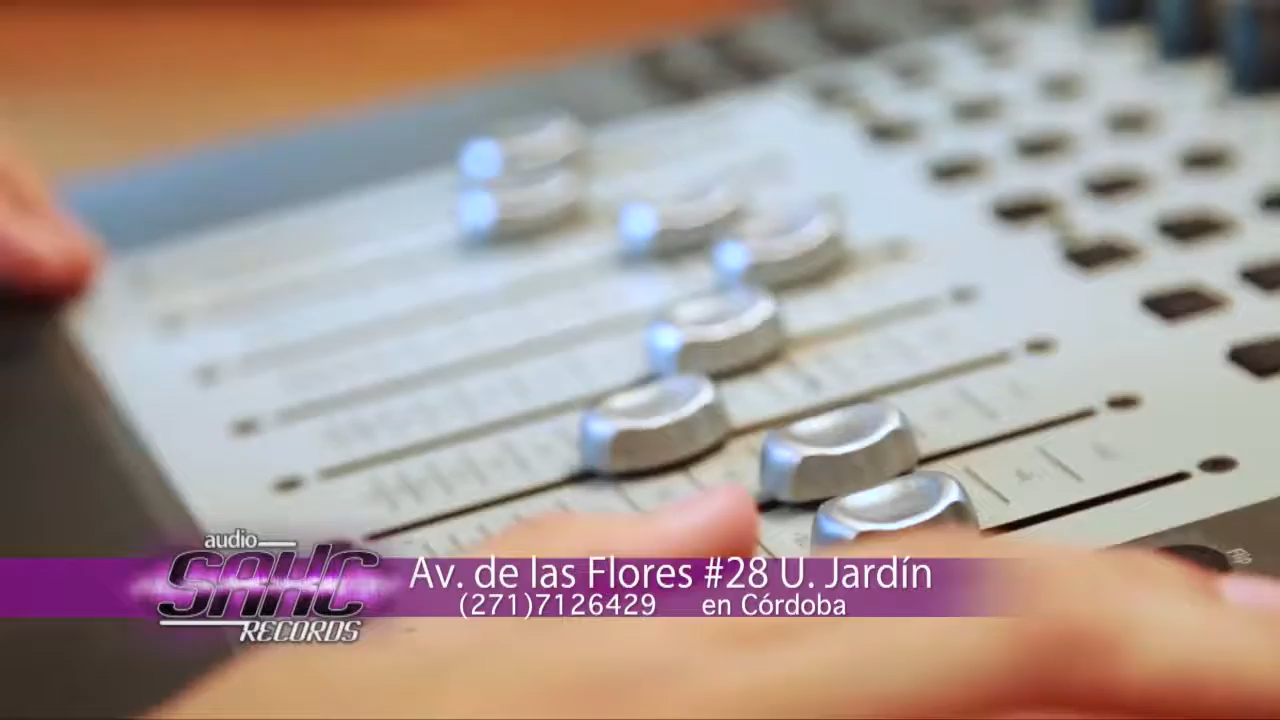 audio
SAHC
RECORDS
Av. de las Flores #28 U. Jardín
(271)7126429 en Córdoba